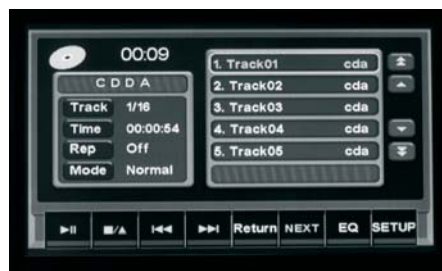 00:09
CDDA
Track 1/16
Time 00:00:54
Rep Off
Mode Normal
1. Track01 cda
2. Track02 cda
3. Track03 cda
4. Track04 cda
5. Track05 cda
Return NEXT EQ SETUP